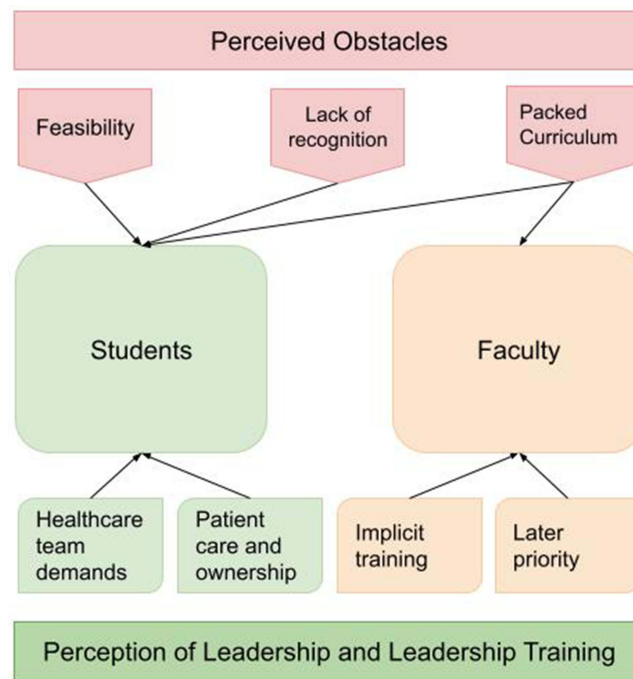 Perceived Obstacles
Feasibility
Lack of
recognition
Packed
Curriculum
Students
Faculty
Healthcare
team
demands
Patient
care and
ownership
Implicit
training
Later
priority
Perception of Leadership and Leadership Training